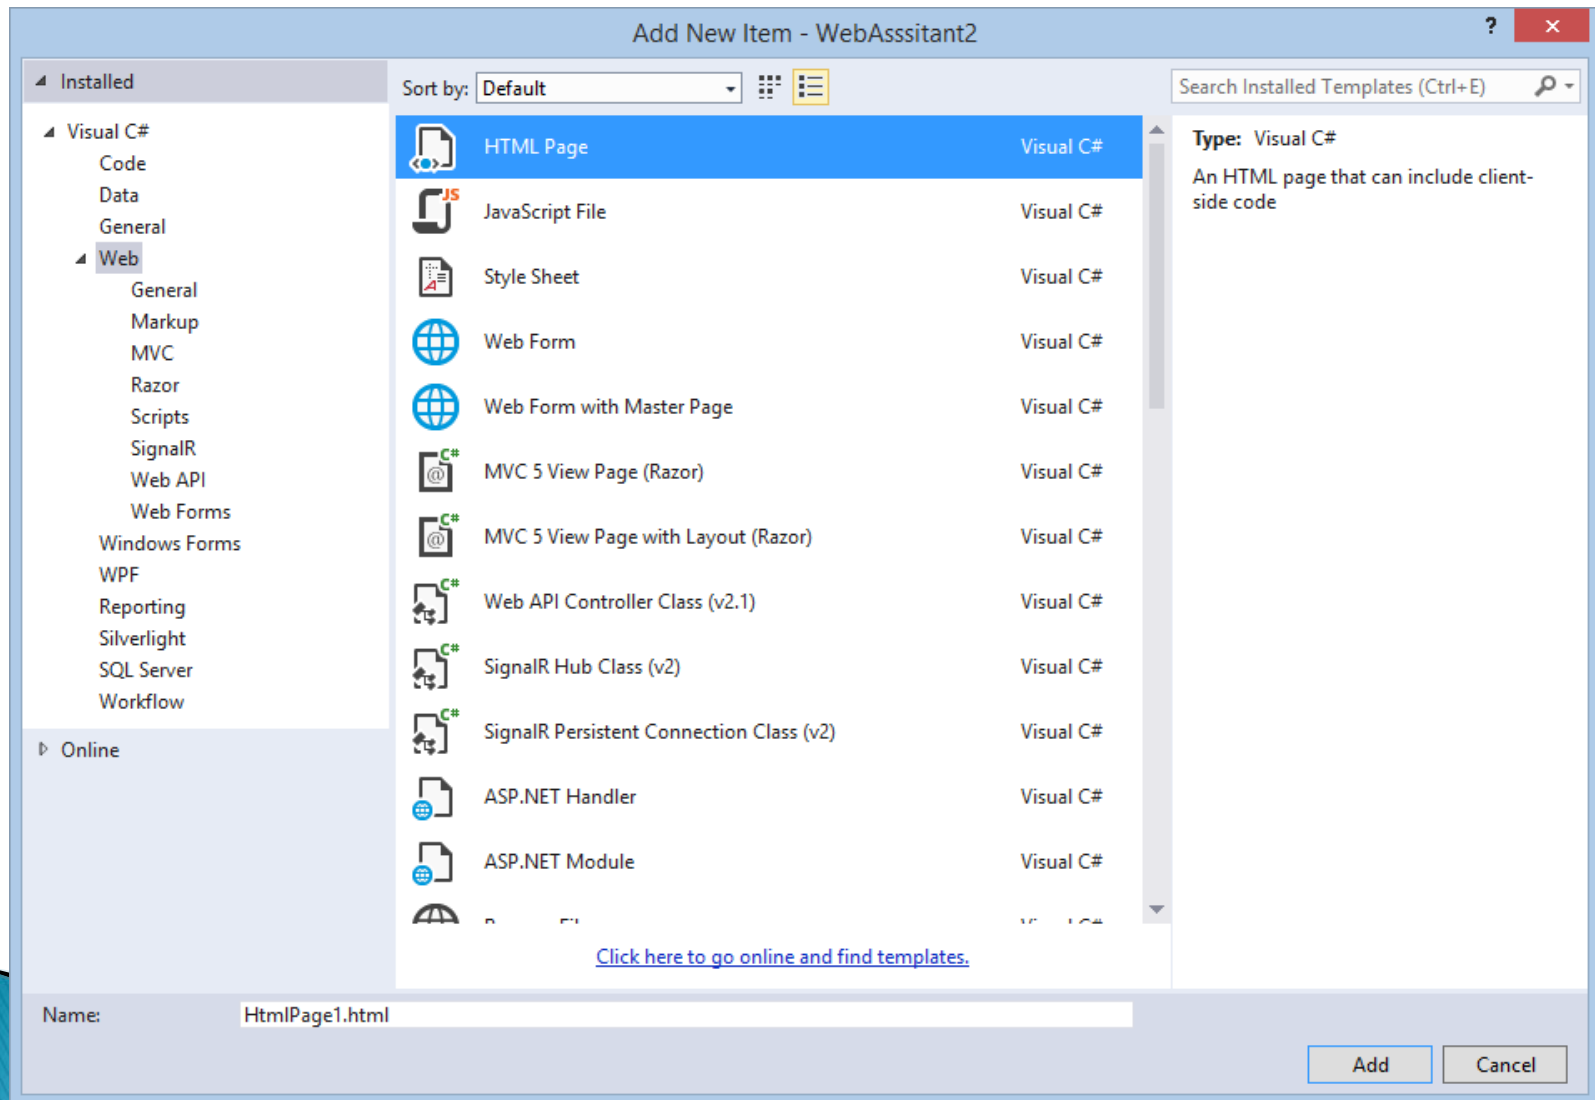 Add New Item - WebAsssitant2
?
Installed
Sort by: Default
Search Installed Templates (Ctrl+E)
Visual C#
Code
Data
General
Web
General
Markup
MVC
Razor
Scripts
SignalR
Web API
Web Forms
Windows Forms
WPF
Reporting
Silverlight
SQL Server
Workflow
Online
HTML Page Visual C#
JS
JavaScript File Visual C#
A
Style Sheet Visual C#
Web Form Visual C#
Web Form with Master Page Visual C#
C#
@
MVC 5 View Page (Razor) Visual C#
C#
@
MVC 5 View Page with Layout (Razor) Visual C#
C#
Web API Controller Class (v2.1) Visual C#
C#
SignalR Hub Class (v2) Visual C#
C#
SignalR Persistent Connection Class (v2) Visual C#
ASP.NET Handler Visual C#
ASP.NET Module Visual C#
Click here to go online and find templates.
Type: Visual C#
An HTML page that can include client-
side code
Name: HtmlPage1.html
Add Cancel